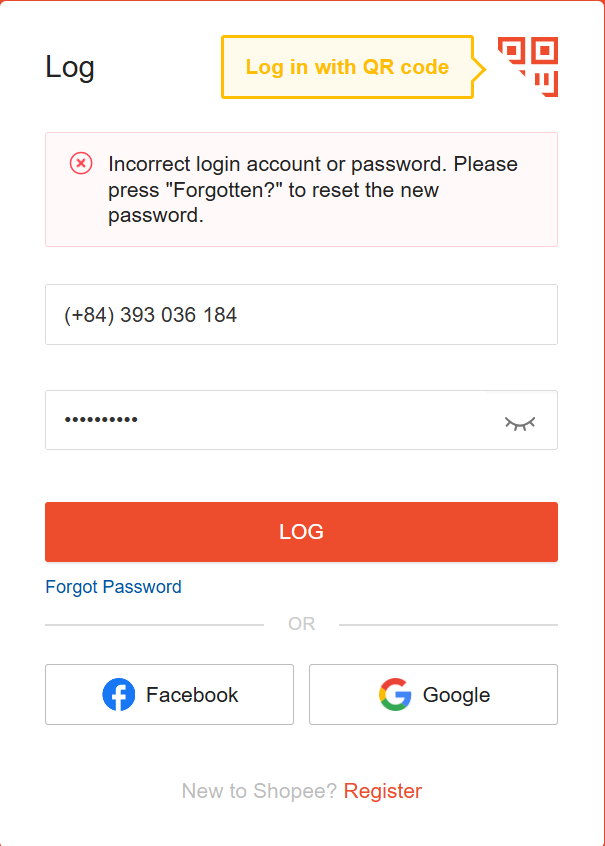 Log
Log in with QR code
Incorrect login account or password. Please
press "Forgotten?" to reset the new
password.
(+84) 393 036 184
••••••••••
LOG
Forgot Password
OR
Facebook
Google
New to Shopee? Register